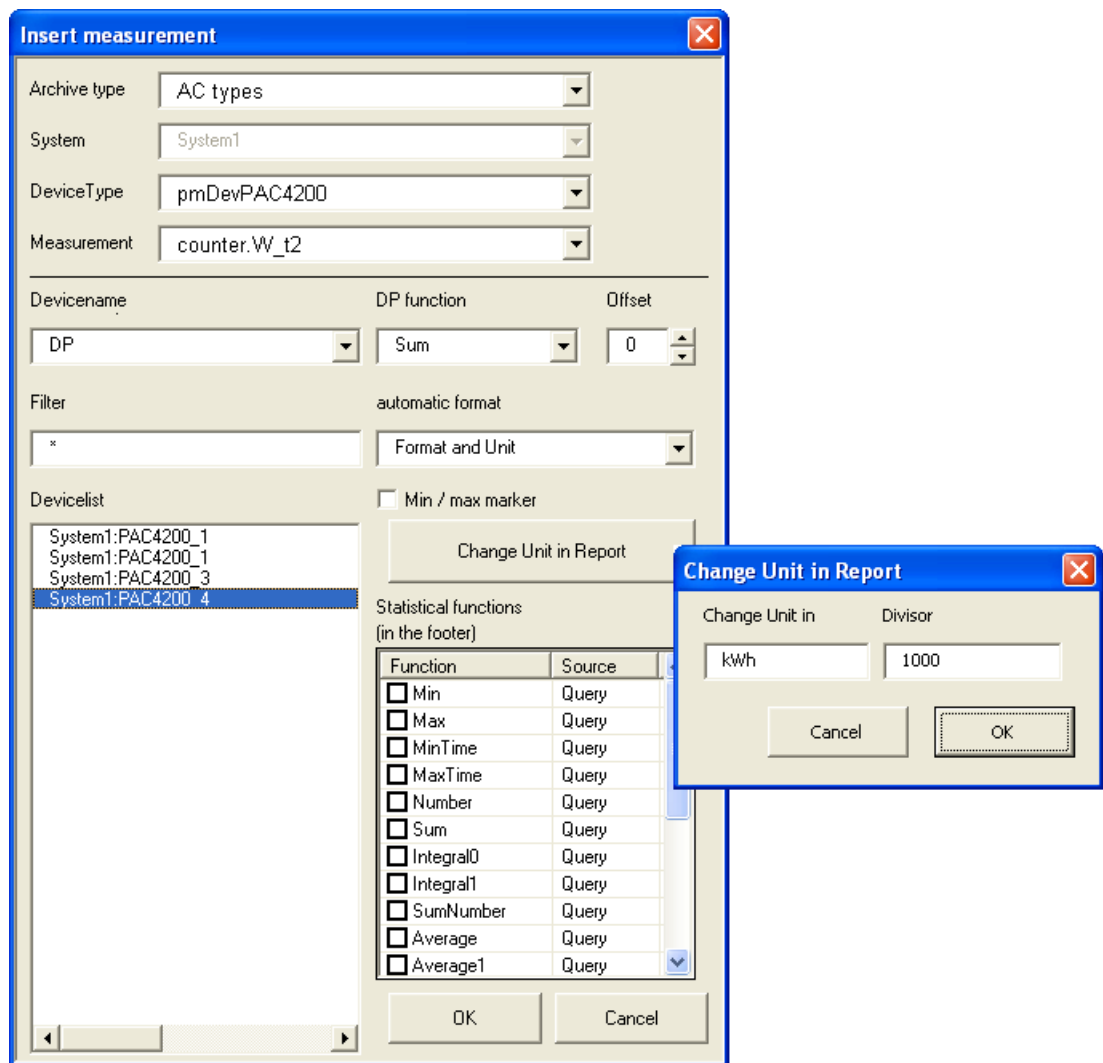 Insert measurement
Archive type AC types
System System1
DeviceType pmDevPAC4200
Measurement counter.W_t2
Devicename DP function Offset
DP Sum 0
Filter automatic format
* Format and Unit
Devicelist Min / max marker
System1:PAC4200_1
System1:PAC4200_1
System1:PAC4200_3
System1:PAC4200_4
Change Unit in Report
Statistical functions
(in the footer)
Function Source
Min Query
Max Query
MinTime Query
MaxTime Query
Number Query
Sum Query
Integral0 Query
Integral1 Query
SumNumber Query
Average Query
Average1 Query
OK Cancel
Change Unit in Report
Change Unit in Divisor
kWh 1000
Cancel OK